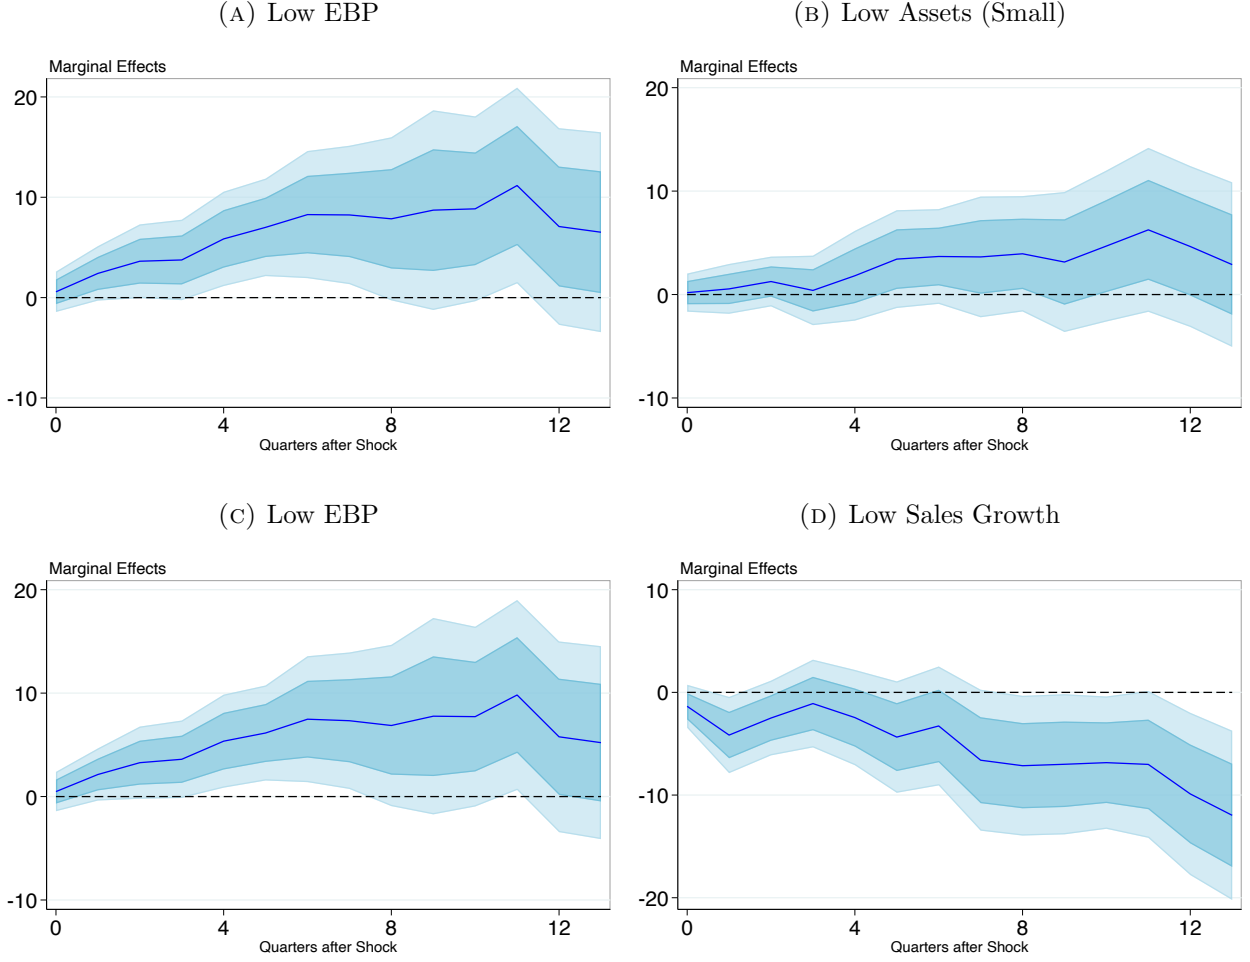 (A) Low EBP
Marginal Effects
20
10
0
-10
0 4 8 12
Quarters after Shock
(B) Low Assets (Small)
Marginal Effects
20
10
0
-10
0 4 8 12
Quarters after Shock
(C) Low EBP
Marginal Effects
20
10
0
-10
0 4 8 12
Quarters after Shock
(D) Low Sales Growth
Marginal Effects
10
0
-10
-20
0 4 8 12
Quarters after Shock